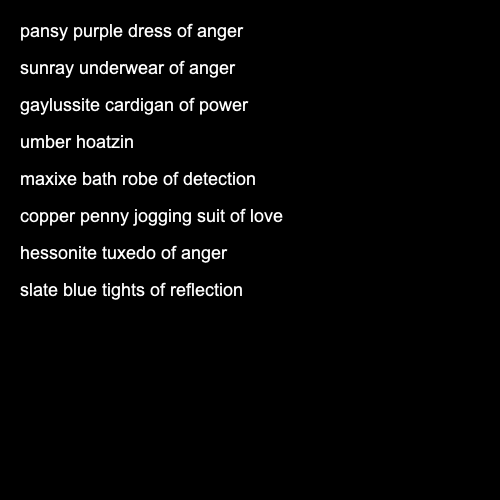 pansy purple dress of anger
sunray underwear of anger
gaylussite cardigan of power
umber hoatzin
maxixe bath robe of detection
copper penny jogging suit of love
hessonite tuxedo of anger
slate blue tights of reflection